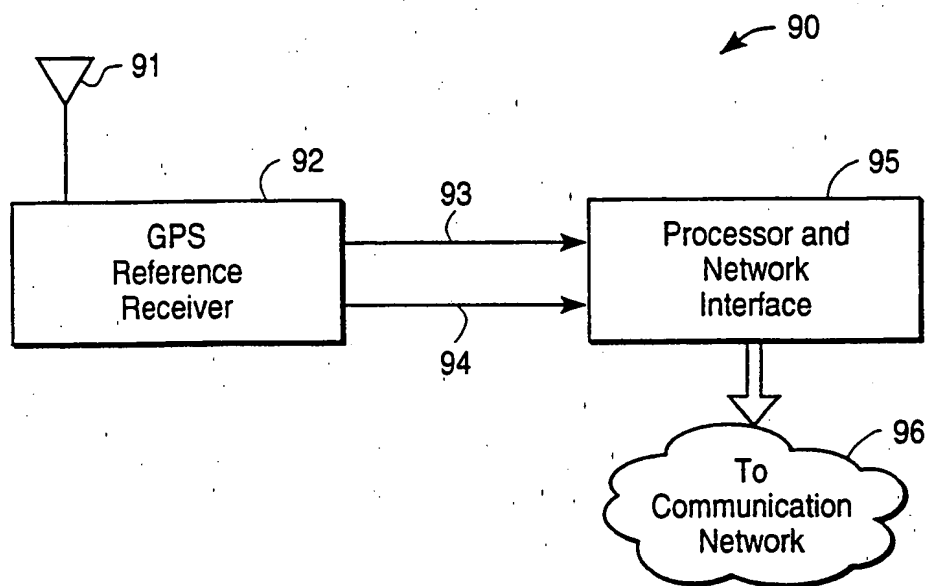 90
91
92
93
95
GPS
Reference
Receiver
Processor and
Network
Interface
94
96
To
Communication
Network